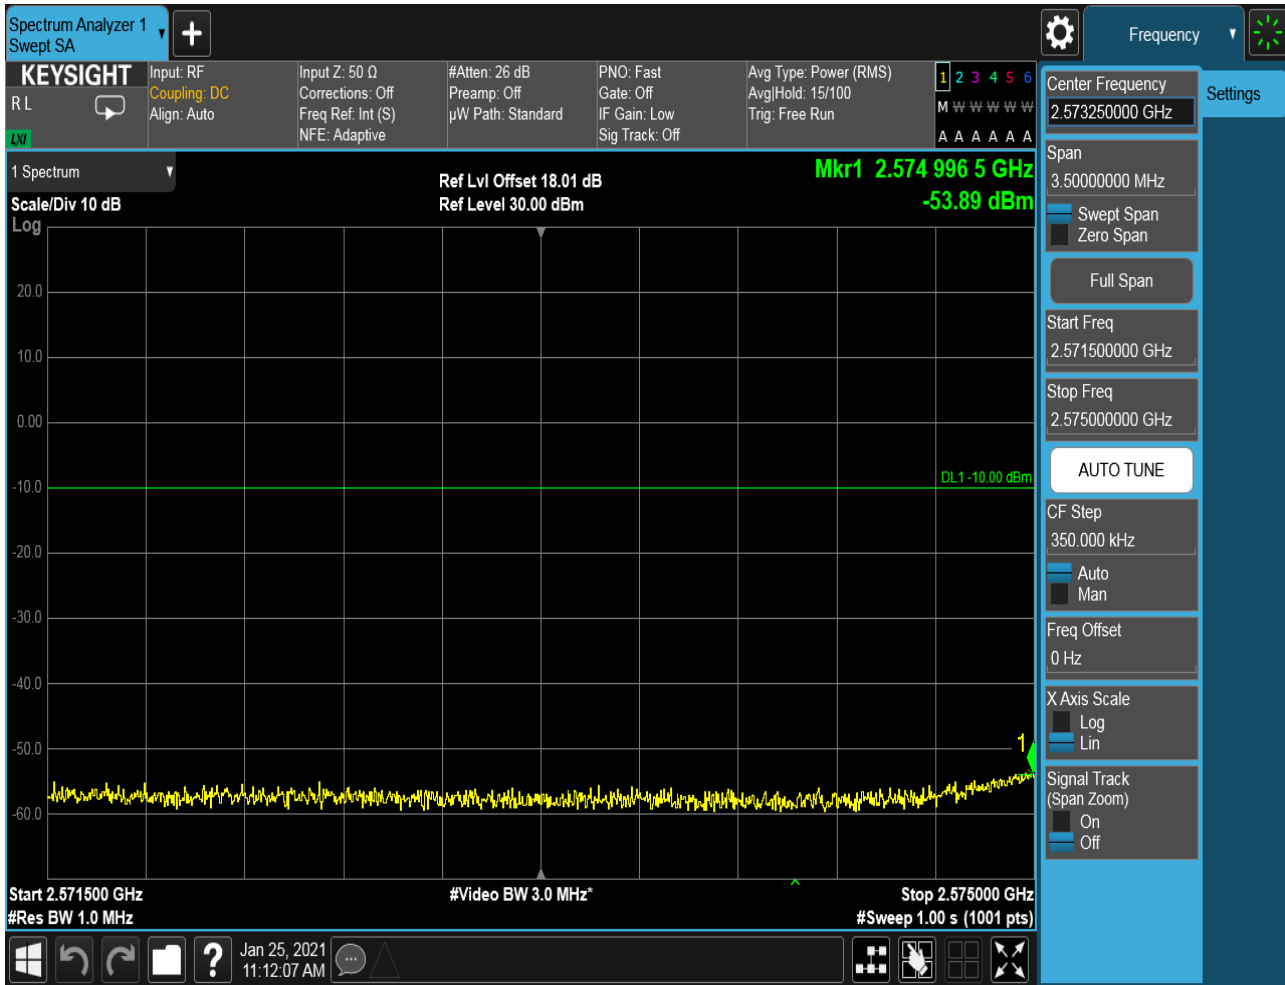 Spectrum Analyzer 1
Swept SA
+
Frequency
KEYSIGHT
R L
LXI
Input: RF
Coupling: DC
Align: Auto
Input Z: 50 Ω
Corrections: Off
Freq Ref: Int (S)
NFE: Adaptive
#Atten: 26 dB
Preamp: Off
µW Path: Standard
PNO: Fast
Gate: Off
IF Gain: Low
Sig Track: Off
Avg Type: Power (RMS)
Avg|Hold: 15/100
Trig: Free Run
1 2 3 4 5 6
M W W W W W
A A A A A A
1 Spectrum
Scale/Div 10 dB
Log
Ref Lvl Offset 18.01 dB
Ref Level 30.00 dBm
Mkr1 2.574 996 5 GHz
-53.89 dBm
20.0
10.0
0.00
-10.0
DL1 -10.00 dBm
-20.0
-30.0
-40.0
-50.0
1
-60.0
Start 2.571500 GHz
#Res BW 1.0 MHz
#Video BW 3.0 MHz*
Stop 2.575000 GHz
#Sweep 1.00 s (1001 pts)
?
Jan 25, 2021
11:12:07 AM
Center Frequency
2.573250000 GHz
Settings
Span
3.50000000 MHz
Swept Span
Zero Span
Full Span
Start Freq
2.571500000 GHz
Stop Freq
2.575000000 GHz
AUTO TUNE
CF Step
350.000 kHz
Auto
Man
Freq Offset
0 Hz
X Axis Scale
Log
Lin
Signal Track
(Span Zoom)
On
Off